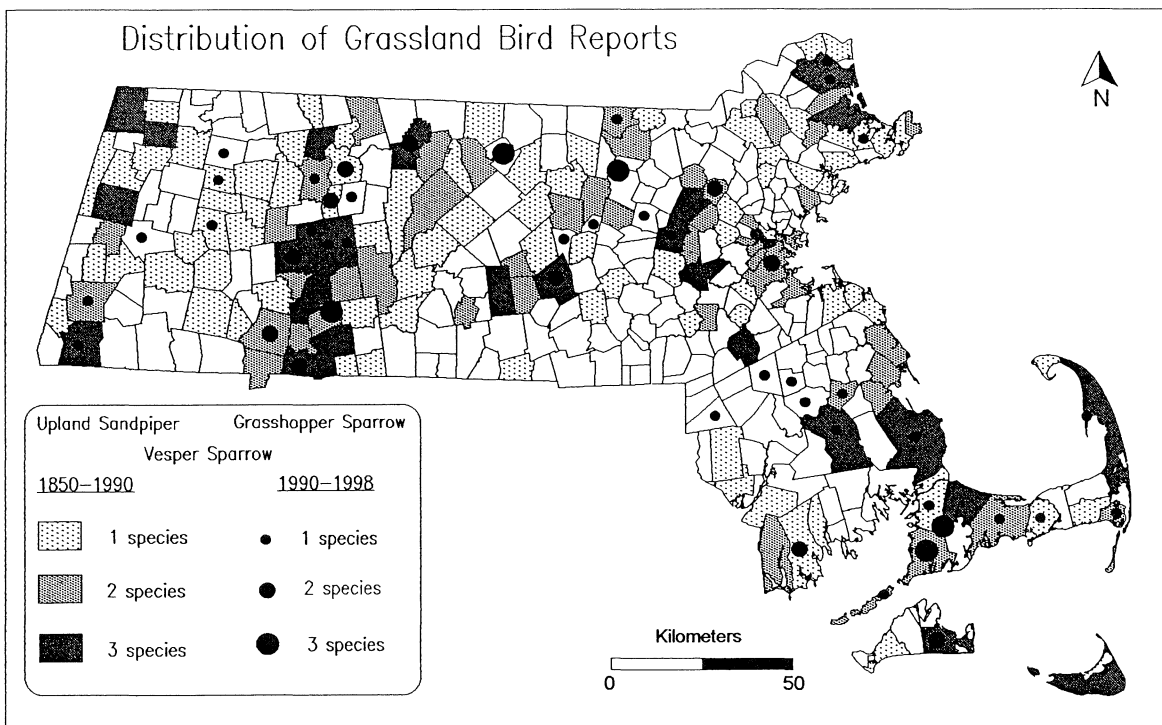 Distribution of Grassland Bird Reports
N
Upland Sandpiper Grasshopper Sparrow
Vesper Sparrow
1850-1990 1990-1998
1 species 1 species
2 species 2 species
3 species 3 species
Kilometers
0 50